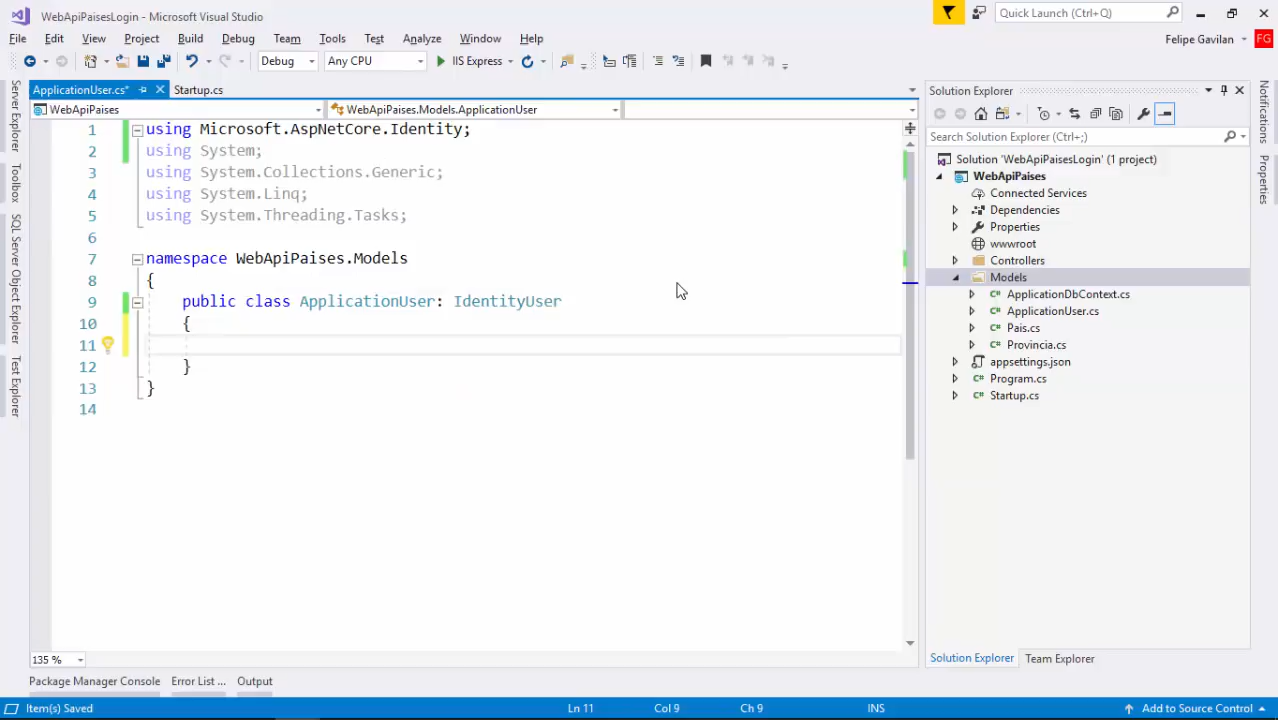 WebApiPaisesLogin - Microsoft Visual Studio
Quick Launch (Ctrl+Q)
File Edit View Project Build Debug Team Tools Test Analyze Window Help
Felipe Gavilan FG
Debug Any CPU IIS Express
ApplicationUser.cs* Startup.cs
WebApiPaises WebApiPaises.Models.ApplicationUser
1 using Microsoft.AspNetCore.Identity;
2 using System;
3 using System.Collections.Generic;
4 using System.Linq;
5 using System.Threading.Tasks;
6
7 namespace WebApiPaises.Models
8 {
9 public class ApplicationUser: IdentityUser
10 {
11
12 }
13 }
14
135 %
Server Explorer
Toolbox
SQL Server Object Explorer
Test Explorer
Solution Explorer
Search Solution Explorer (Ctrl+;)
Solution 'WebApiPaisesLogin' (1 project)
WebApiPaises
Connected Services
Dependencies
Properties
wwwroot
Controllers
Models
C# ApplicationDbContext.cs
C# ApplicationUser.cs
C# Pais.cs
C# Provincia.cs
appsettings.json
C# Program.cs
C# Startup.cs
Solution Explorer Team Explorer
Notifications
Properties
Package Manager Console Error List ... Output
Item(s) Saved Ln 11 Col 9 Ch 9 INS Add to Source Control